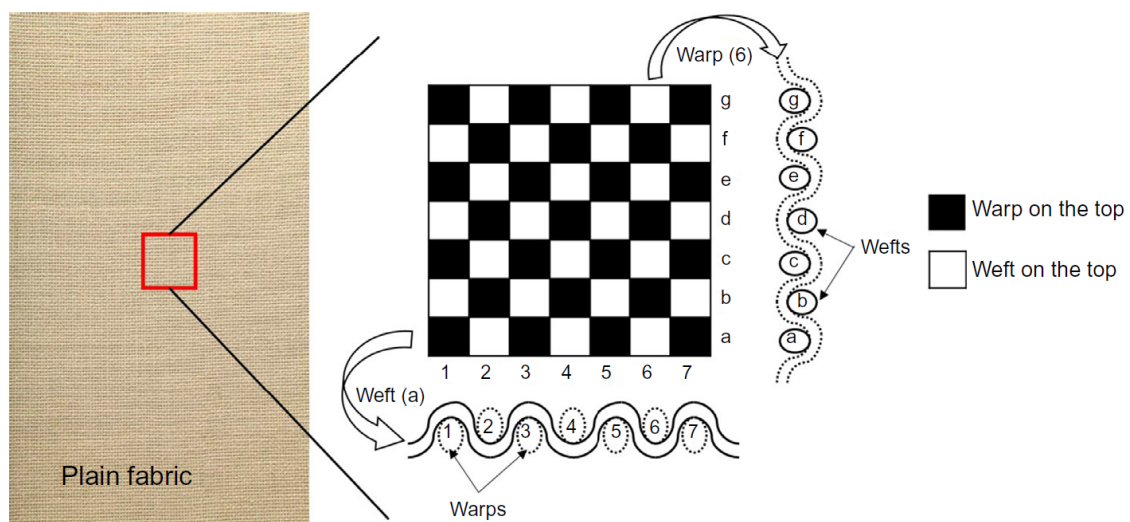 Plain fabric
Warp (6)
g
f
e
d
c
b
a
1 2 3 4 5 6 7
Weft (a)
1 2 3 4 5 6 7
Warps
g
f
e
d
c
b
a
Wefts
Warp on the top
Weft on the top